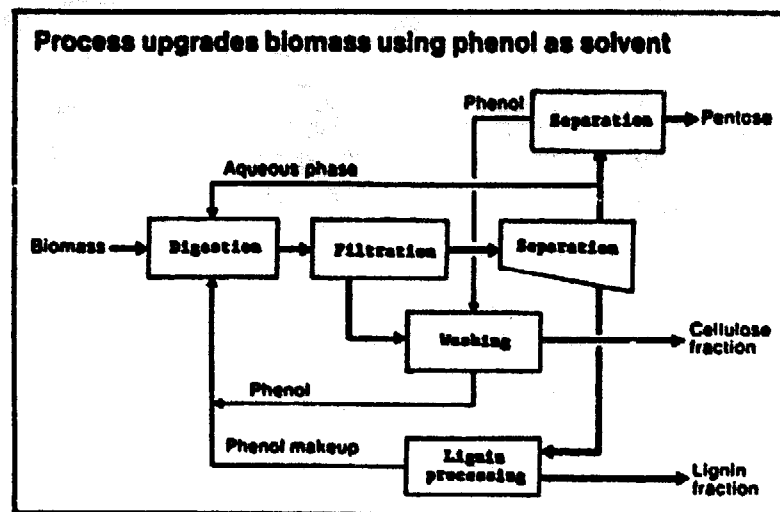 Process upgrades biomass using phenol as solvent
Phenol
Separation
Pentose
Aqueous phase
Biomass
Digestion
Filtration
Separation
Washing
Cellulose
fraction
Phenol
Phenol makeup
Lignin
processing
Lignin
fraction